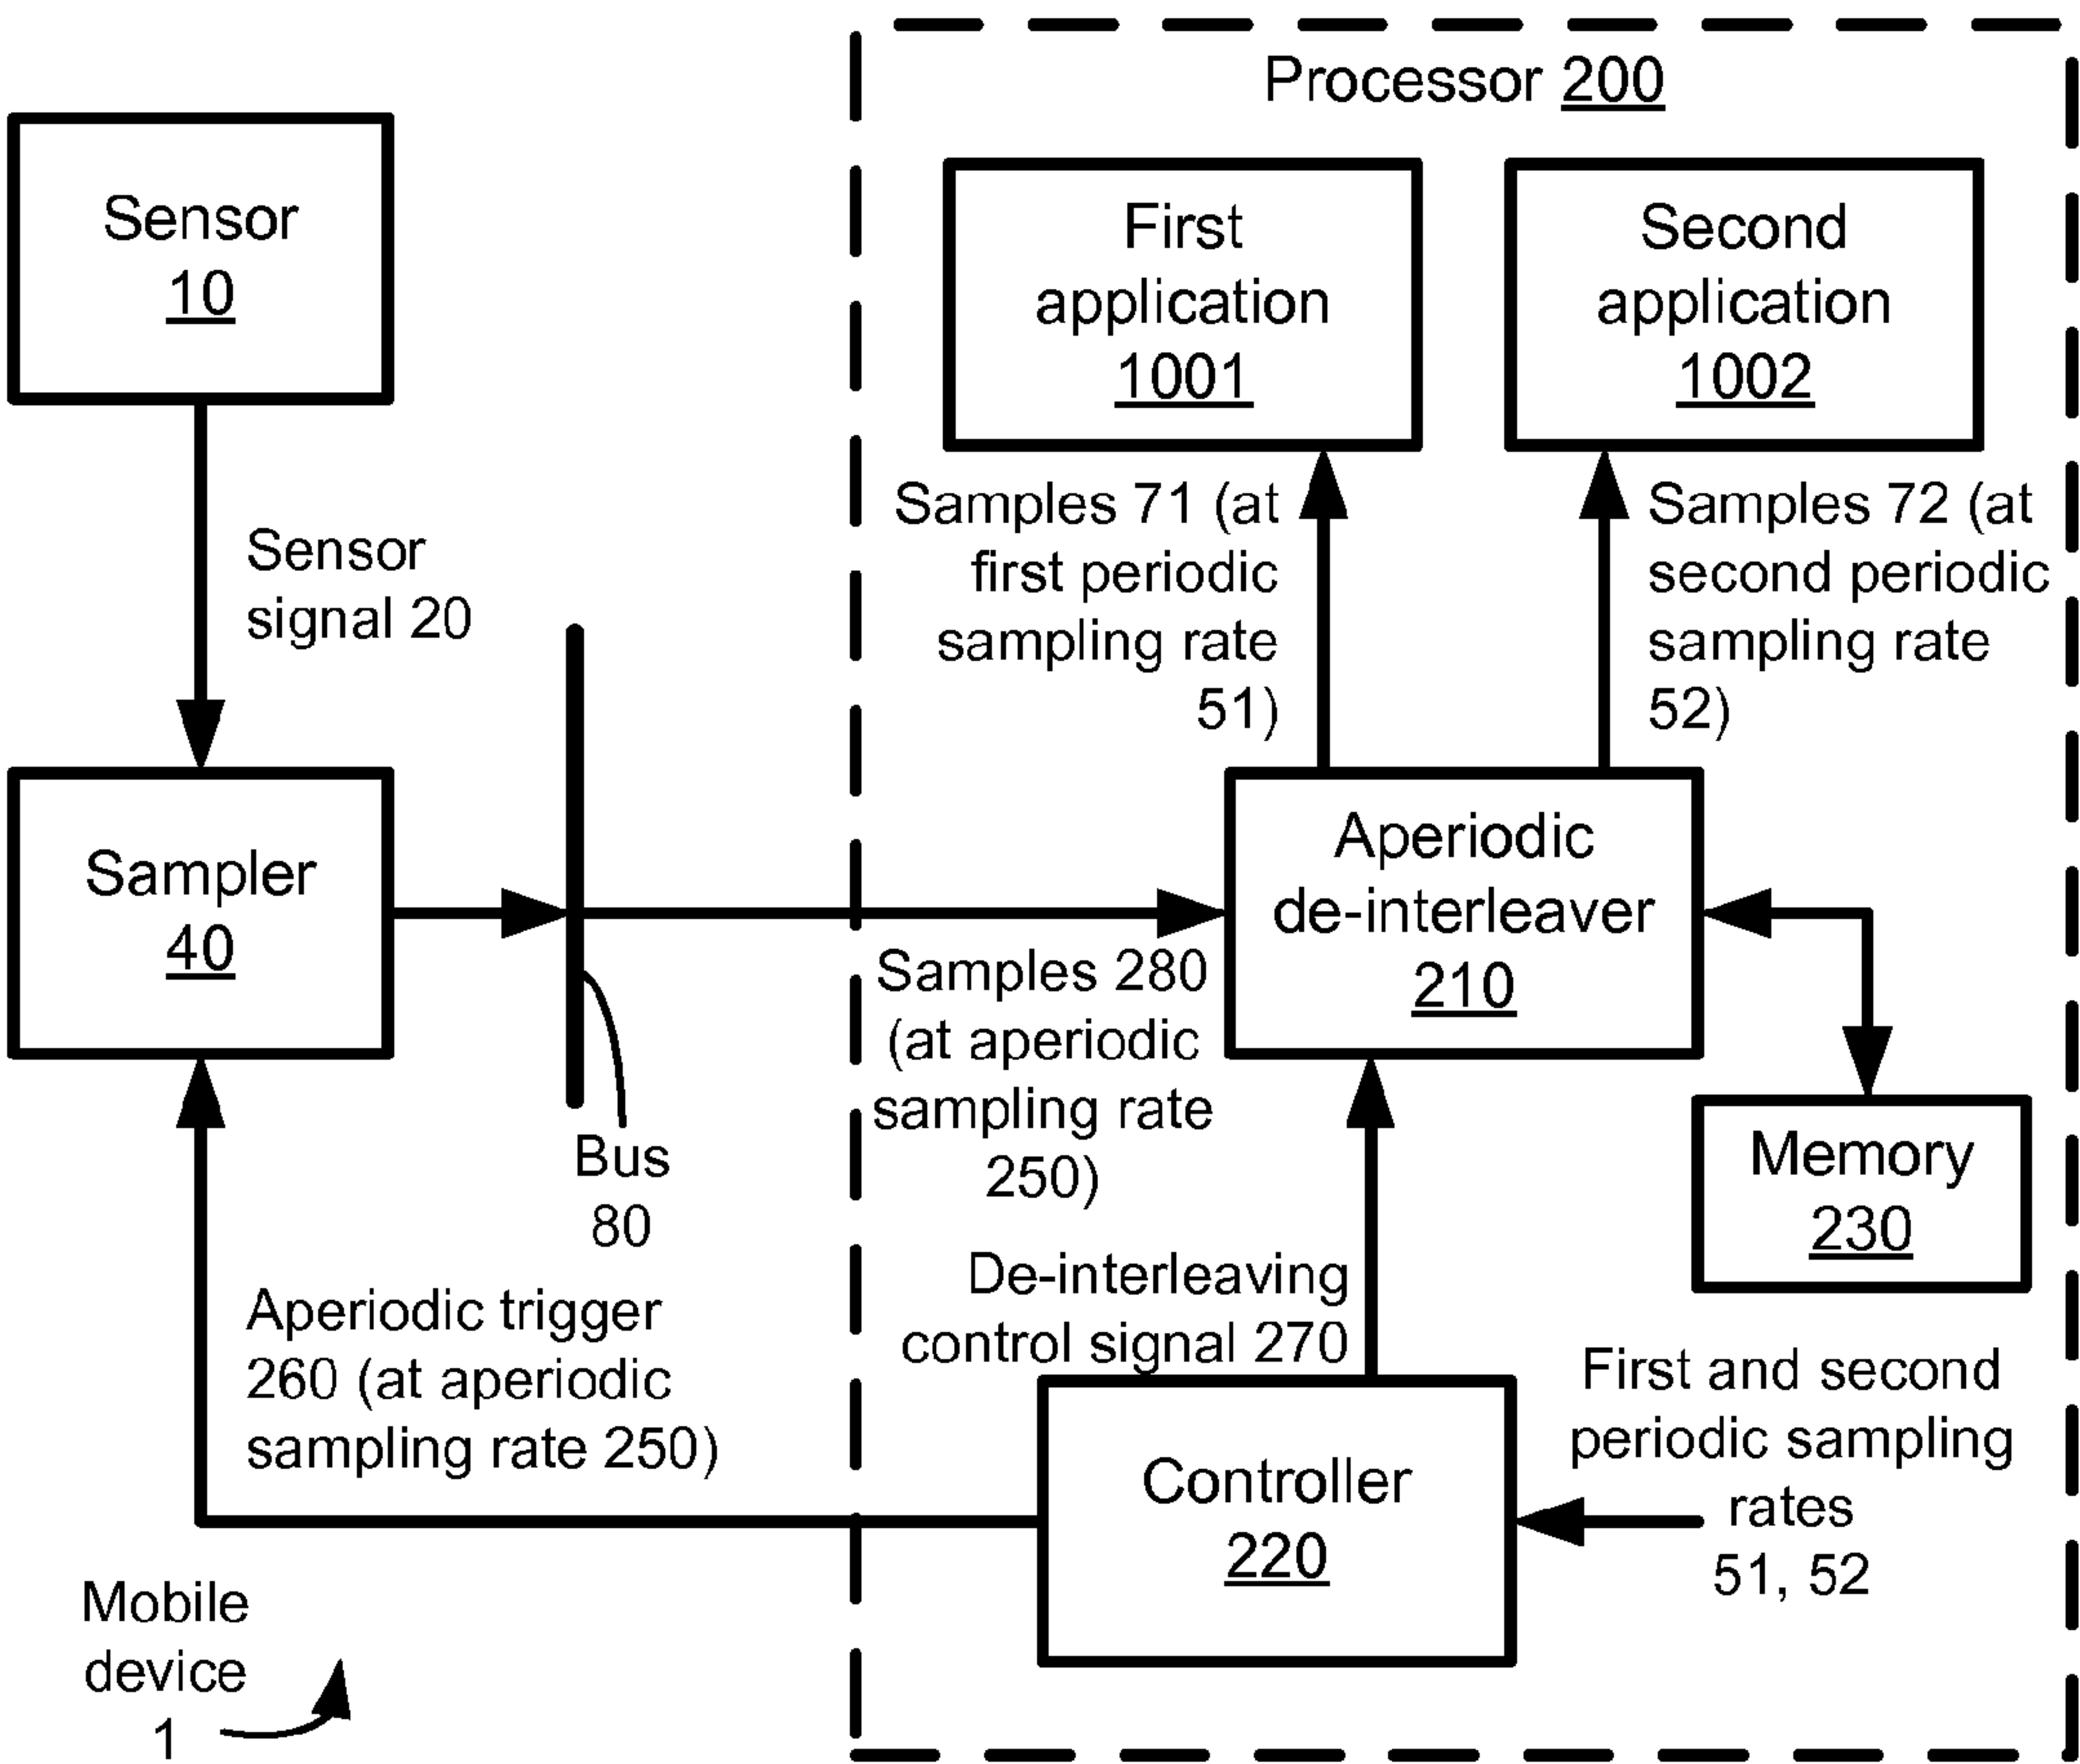 Processor 200
Sensor
10
First
application
1001
Second
application
1002
Sensor
signal 20
Samples 71 (at
first periodic
sampling rate
51)
Samples 72 (at
second periodic
sampling rate
52)
Sampler
40
Aperiodic
de-interleaver
210
Samples 280
(at aperiodic
sampling rate
250)
Bus
80
Memory
230
Aperiodic trigger
260 (at aperiodic
sampling rate 250)
De-interleaving
control signal 270
First and second
periodic sampling
rates
51, 52
Controller
220
Mobile
device
1